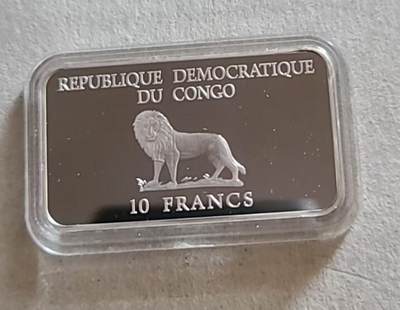 REPUBLIQUE DEMOCRATIQUE
DU CONGO
10 FRANCS